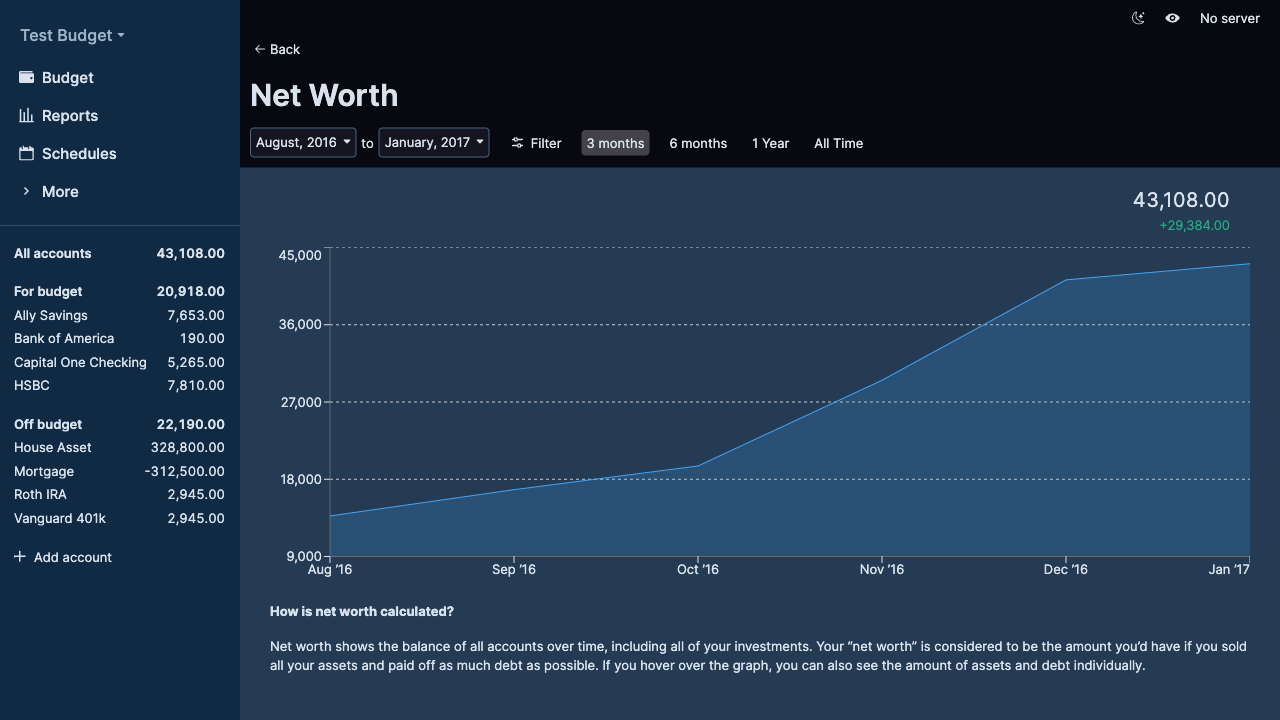 Test Budget
Budget
Reports
Schedules
More
All accounts 43,108.00
For budget 20,918.00
Ally Savings 7,653.00
Bank of America 190.00
Capital One Checking 5,265.00
HSBC 7,810.00
Off budget 22,190.00
House Asset 328,800.00
Mortgage -312,500.00
Roth IRA 2,945.00
Vanguard 401k 2,945.00
Add account
No server
Back
Net Worth
August, 2016 to January, 2017 Filter 3 months 6 months 1 Year All Time
43,108.00
+29,384.00
45,000
36,000
27,000
18,000
9,000
Aug ’16 Sep ’16 Oct ’16 Nov ’16 Dec ’16 Jan ’17
How is net worth calculated?
Net worth shows the balance of all accounts over time, including all of your investments. Your “net worth” is considered to be the amount you’d have if you sold
all your assets and paid off as much debt as possible. If you hover over the graph, you can also see the amount of assets and debt individually.